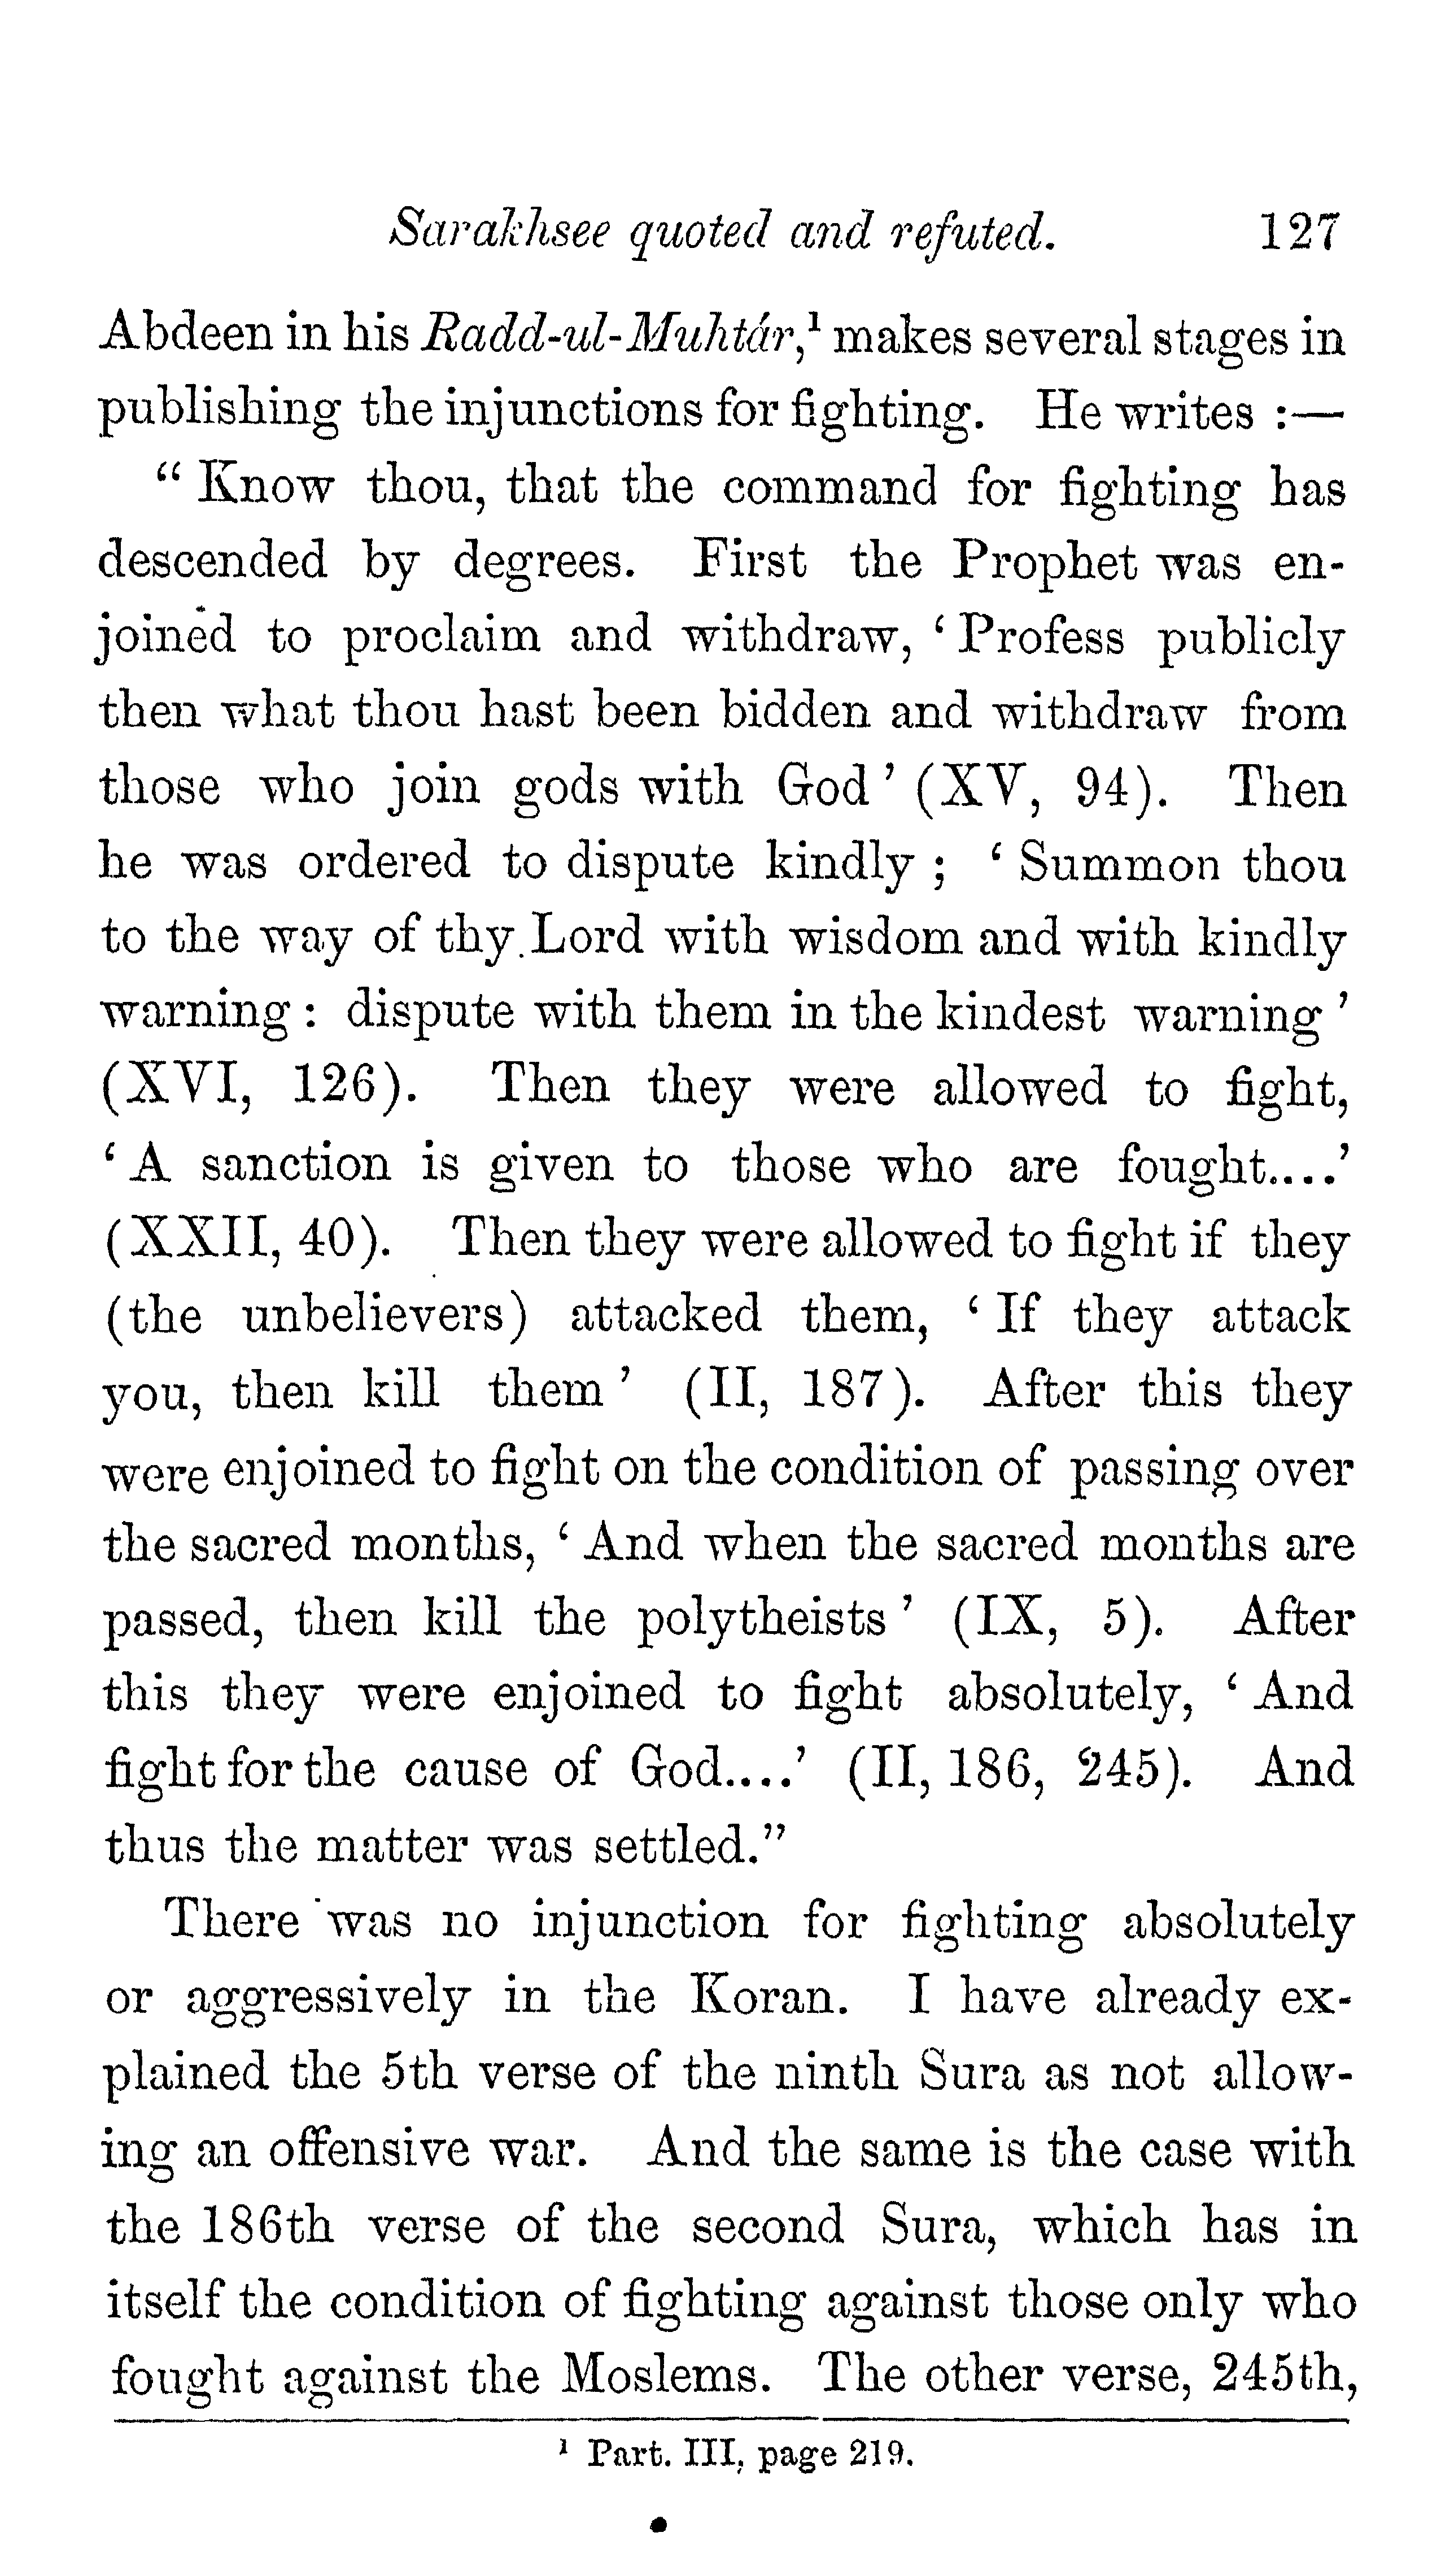 Sarakhsee quoted and refuted. 127
Abdeen in his Radd-ul-Muhtár,¹ makes several stages in
publishing the injunctions for fighting. He writes :—
“ Know thou, that the command for fighting has
descended by degrees. First the Prophet was en-
joined to proclaim and withdraw, ‘ Profess publicly
then what thou hast been bidden and withdraw from
those who join gods with God ’ (XV, 94). Then
he was ordered to dispute kindly ; ‘ Summon thou
to the way of thy Lord with wisdom and with kindly
warning : dispute with them in the kindest warning ’
(XVI, 126). Then they were allowed to fight,
‘ A sanction is given to those who are fought....’
(XXII, 40). Then they were allowed to fight if they
(the unbelievers) attacked them, ‘ If they attack
you, then kill them ’ (II, 187). After this they
were enjoined to fight on the condition of passing over
the sacred months, ‘ And when the sacred months are
passed, then kill the polytheists ’ (IX, 5). After
this they were enjoined to fight absolutely, ‘ And
fight for the cause of God....’ (II, 186, 245). And
thus the matter was settled.”
There was no injunction for fighting absolutely
or aggressively in the Koran. I have already ex-
plained the 5th verse of the ninth Sura as not allow-
ing an offensive war. And the same is the case with
the 186th verse of the second Sura, which has in
itself the condition of fighting against those only who
fought against the Moslems. The other verse, 245th,
¹ Part. III, page 219.